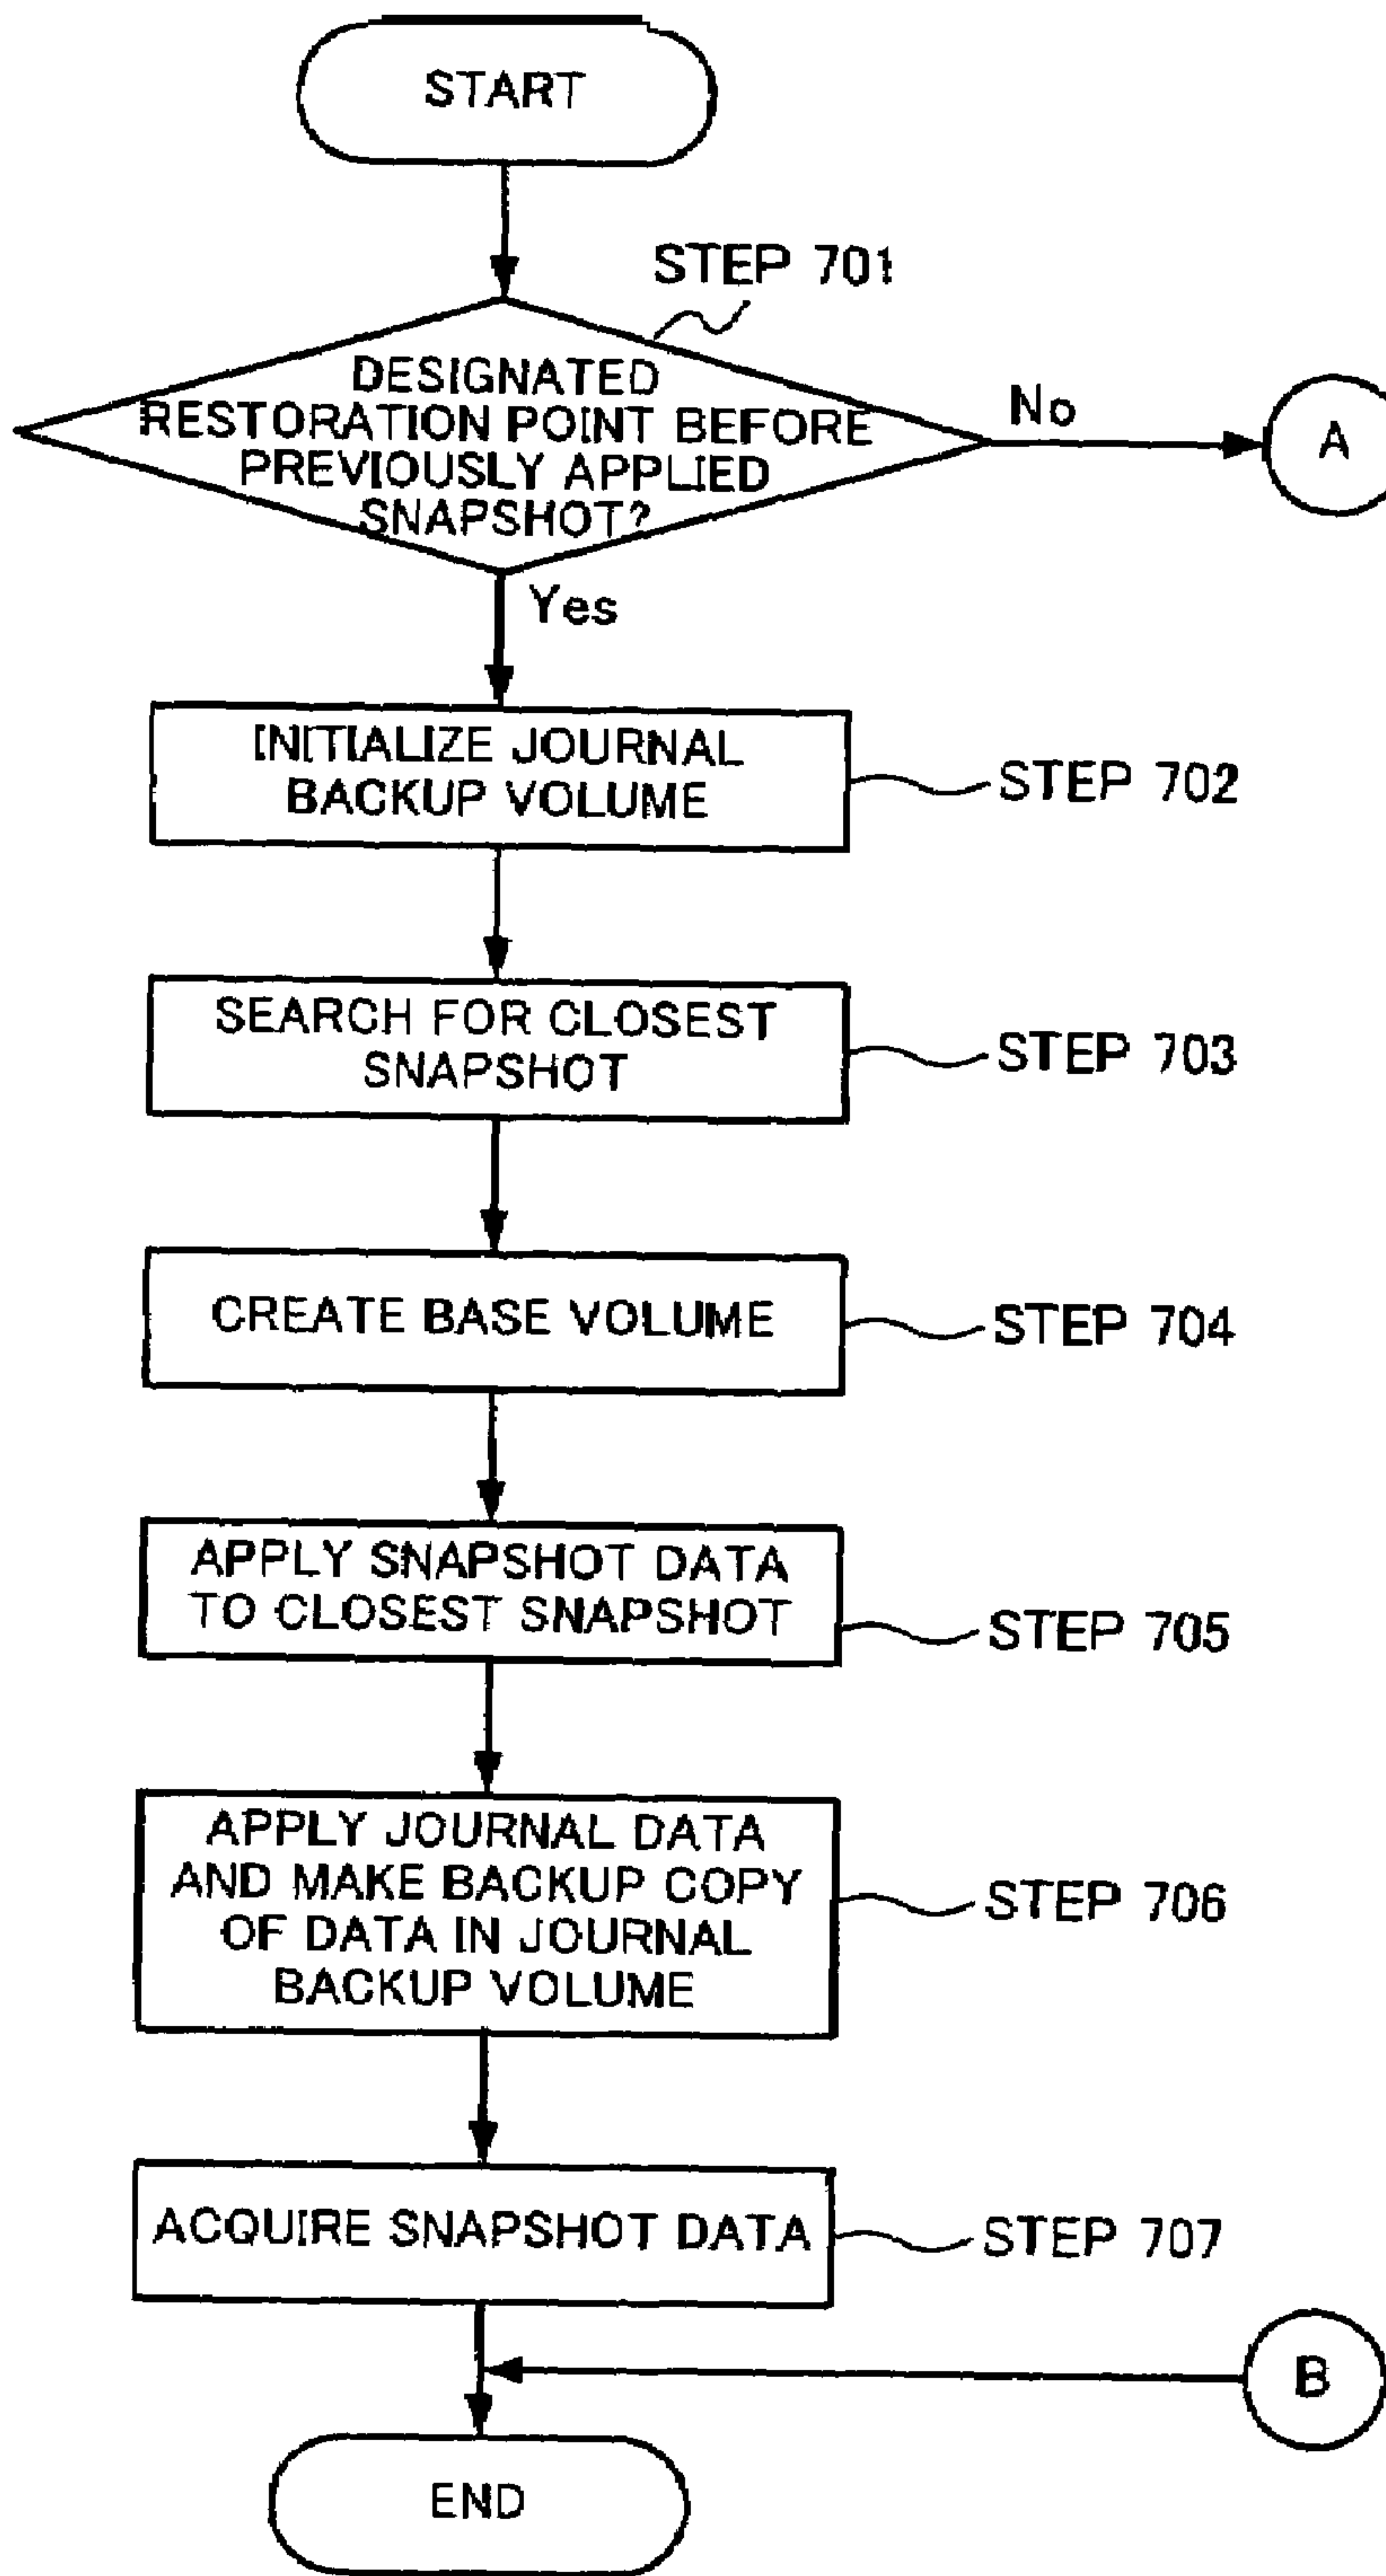 START
STEP 701
DESIGNATED
RESTORATION POINT BEFORE
PREVIOUSLY APPLIED
SNAPSHOT?
No
A
Yes
INITIALIZE JOURNAL
BACKUP VOLUME
STEP 702
SEARCH FOR CLOSEST
SNAPSHOT
STEP 703
CREATE BASE VOLUME
STEP 704
APPLY SNAPSHOT DATA
TO CLOSEST SNAPSHOT
STEP 705
APPLY JOURNAL DATA
AND MAKE BACKUP COPY
OF DATA IN JOURNAL
BACKUP VOLUME
STEP 706
ACQUIRE SNAPSHOT DATA
STEP 707
B
END